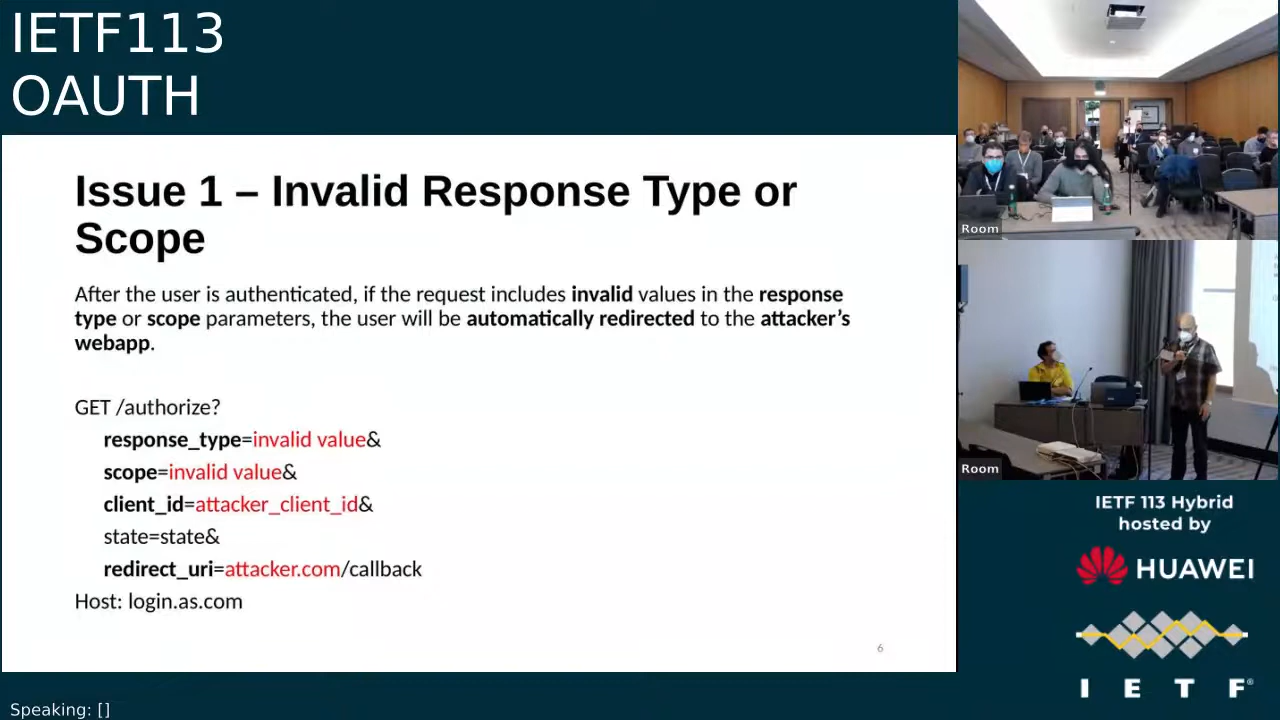 IETF113
OAUTH
Issue 1 – Invalid Response Type or
Scope
After the user is authenticated, if the request includes invalid values in the response
type or scope parameters, the user will be automatically redirected to the attacker’s
webapp.
GET /authorize?
response_type=invalid value&
scope=invalid value&
client_id=attacker_client_id&
state=state&
redirect_uri=attacker.com/callback
Host: login.as.com
6
Speaking: []
Room
Room
IETF 113 Hybrid
hosted by
HUAWEI
I E T F®